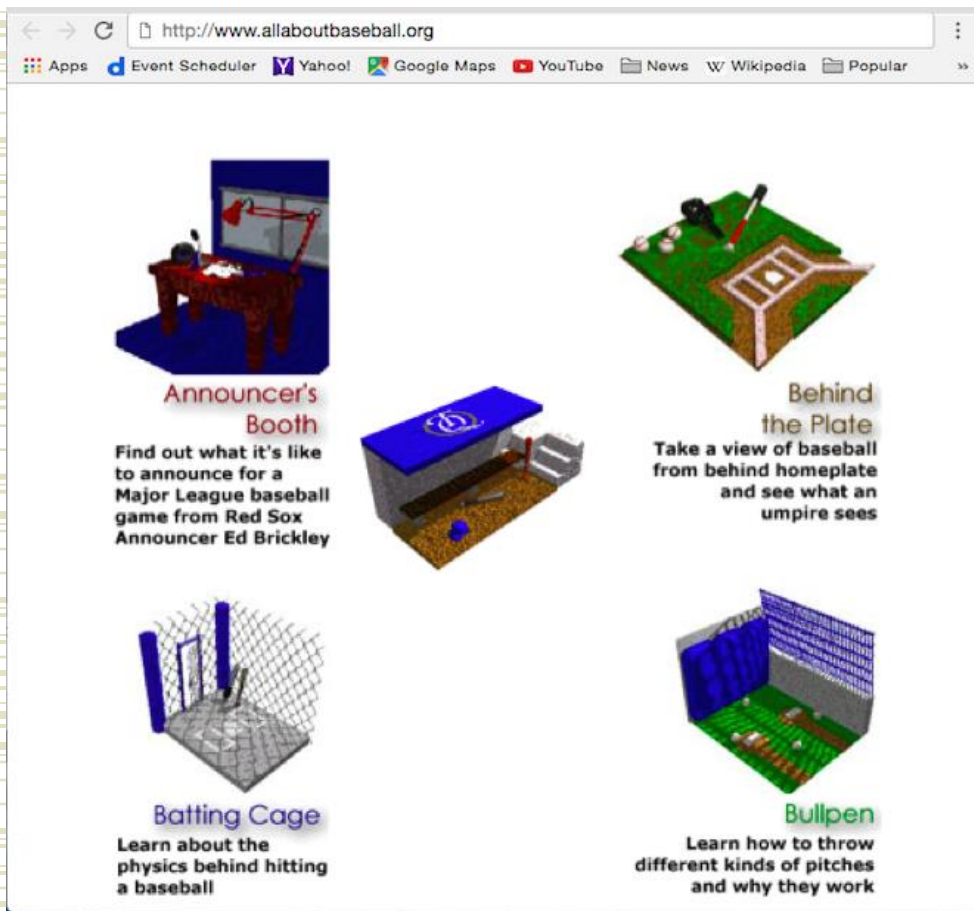 http://www.allaboutbaseball.org
Apps Event Scheduler Yahoo! Google Maps YouTube News Wikipedia Popular »
Announcer's
Booth
Find out what it's like
to announce for a
Major League baseball
game from Red Sox
Announcer Ed Brickley
Behind
the Plate
Take a view of baseball
from behind homeplate
and see what an
umpire sees
Batting Cage
Learn about the
physics behind hitting
a baseball
Bullpen
Learn how to throw
different kinds of pitches
and why they work